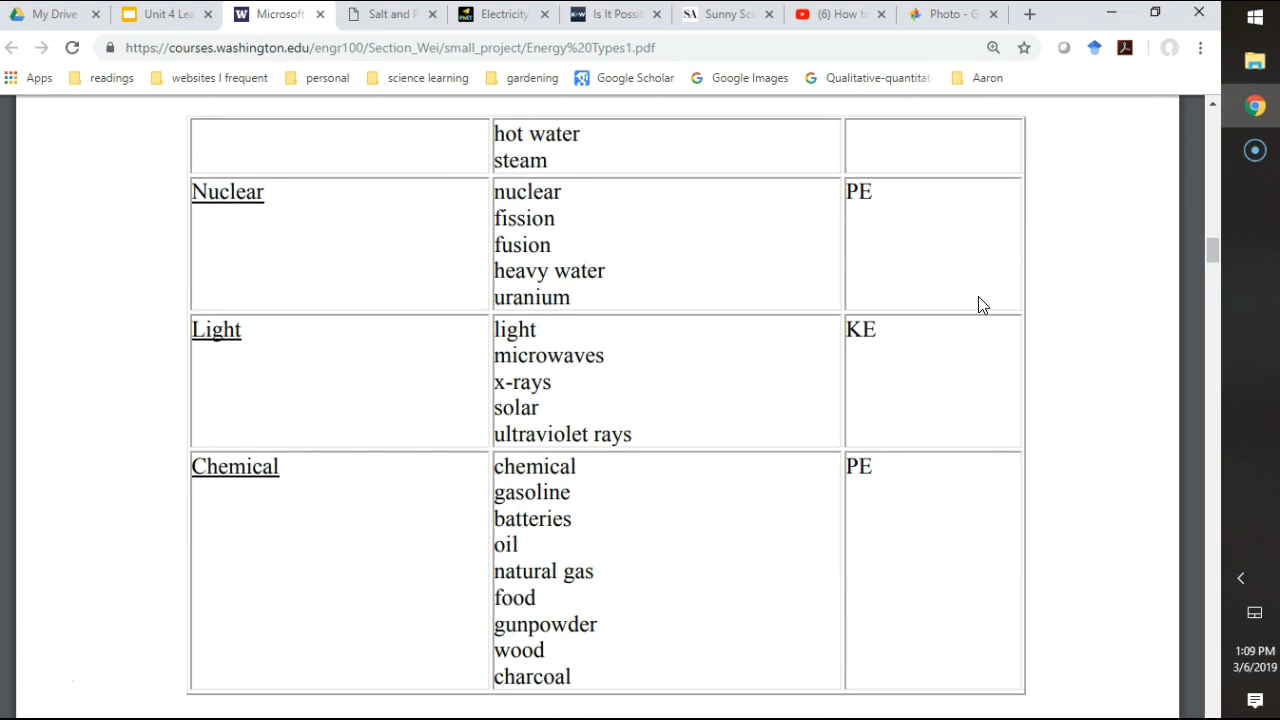 My Drive
Unit 4 Lea
Microsoft
Salt and P
Electricity
Is It Possi
Sunny Sci
(6) How to
Photo - G
https://courses.washington.edu/engr100/Section_Wei/small_project/Energy%20Types1.pdf
Apps
readings
websites I frequent
personal
science learning
gardening
Google Scholar
Google Images
Qualitative-quantitat
Aaron
hot water
steam
Nuclear
nuclear
PE
fission
fusion
heavy water
uranium
Light
light
KE
microwaves
x-rays
solar
ultraviolet rays
Chemical
chemical
PE
gasoline
batteries
oil
natural gas
food
gunpowder
wood
charcoal
1:09 PM
3/6/2019